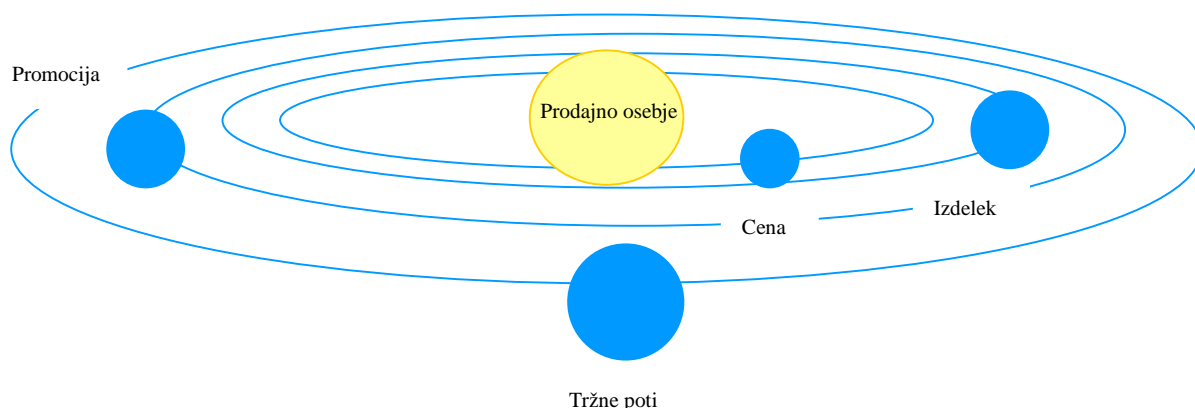 Promocija
Prodajno osebje
Izdelek
Cena
Tržne poti